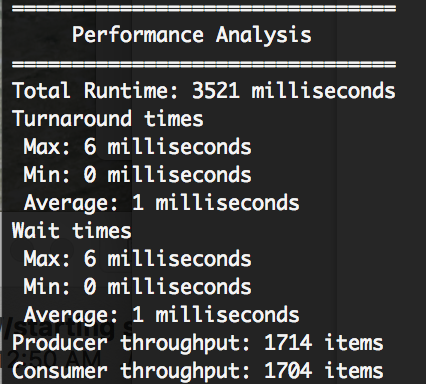 ================================
Performance Analysis
================================
Total Runtime: 3521 milliseconds
Turnaround times
Max: 6 milliseconds
Min: 0 milliseconds
Average: 1 milliseconds
Wait times
Max: 6 milliseconds
Min: 0 milliseconds
Average: 1 milliseconds
Producer throughput: 1714 items
Consumer throughput: 1704 items